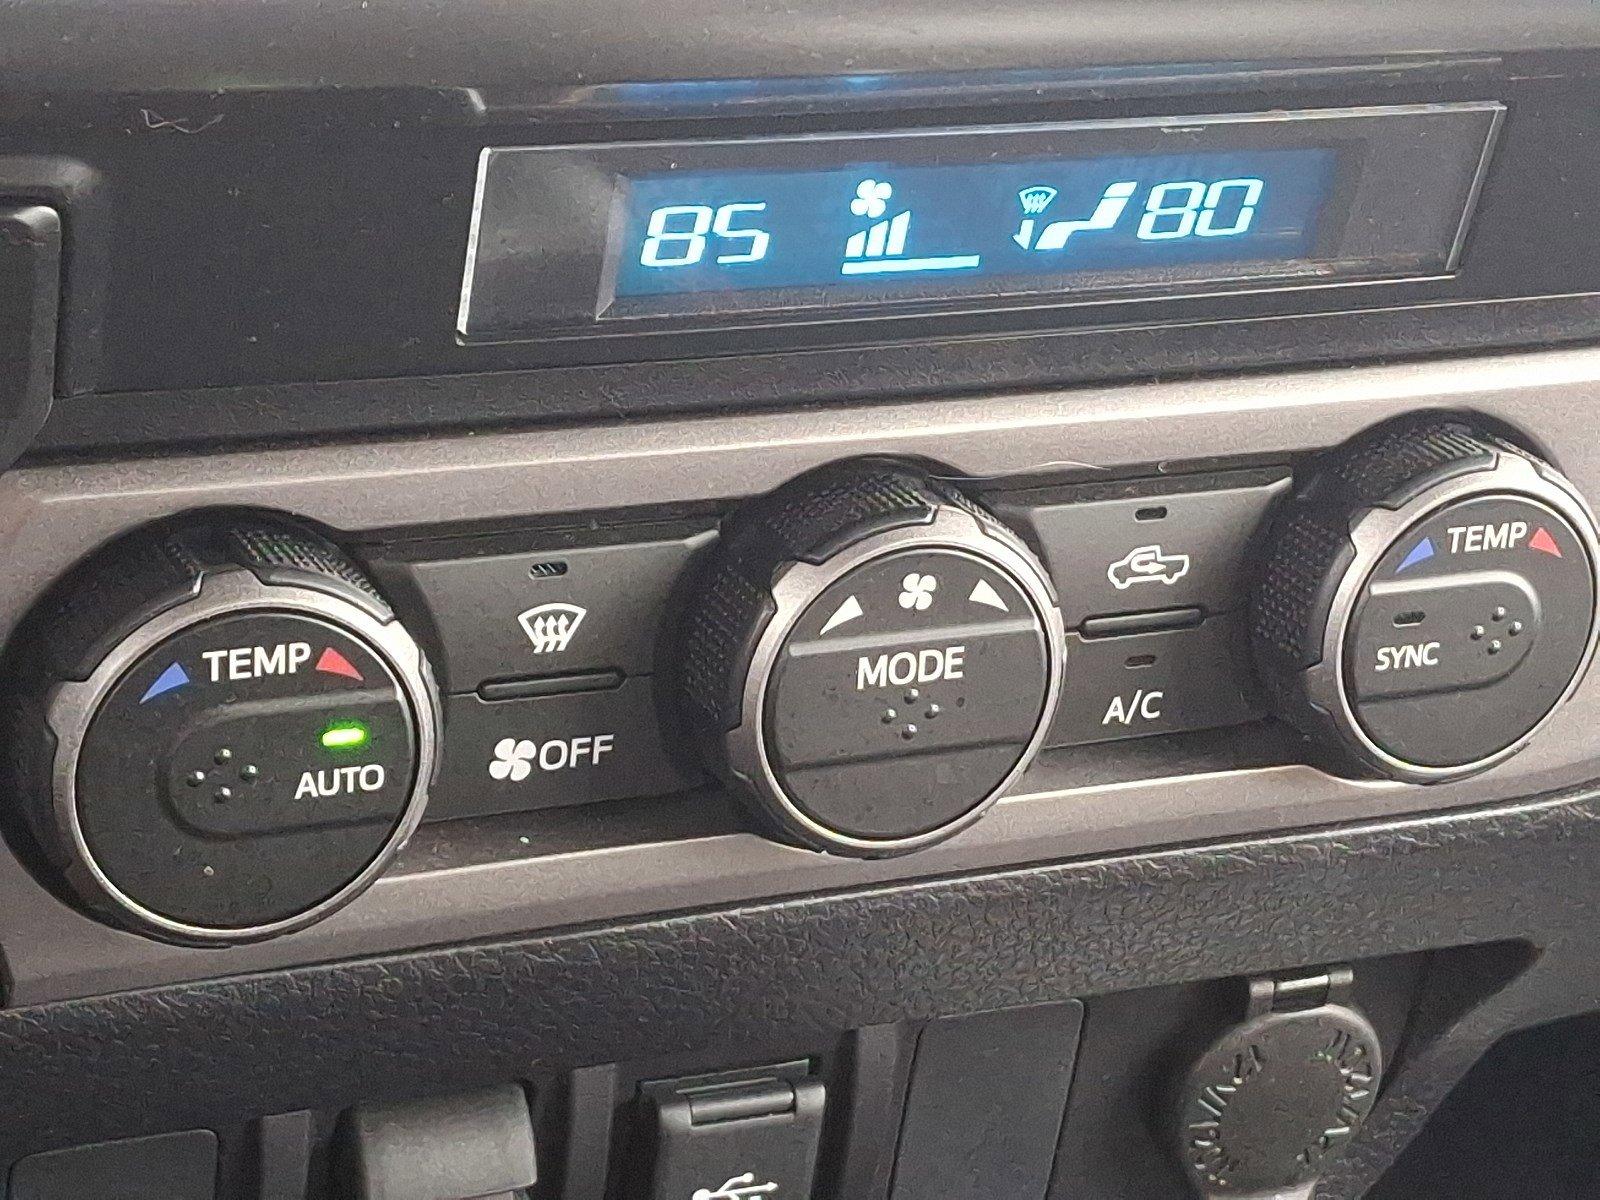 85 80
TEMP
AUTO
OFF
MODE
A/C
TEMP
SYNC